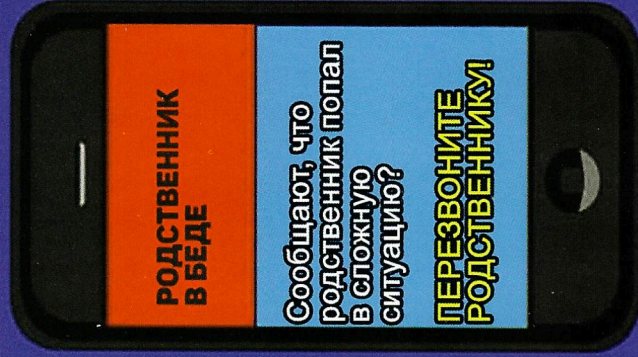 РОДСТВЕННИК
В БЕДЕ
Сообщают, что
родственник попал
в сложную
ситуацию?
ПЕРЕЗВОНИТЕ
РОДСТВЕННИКУ!